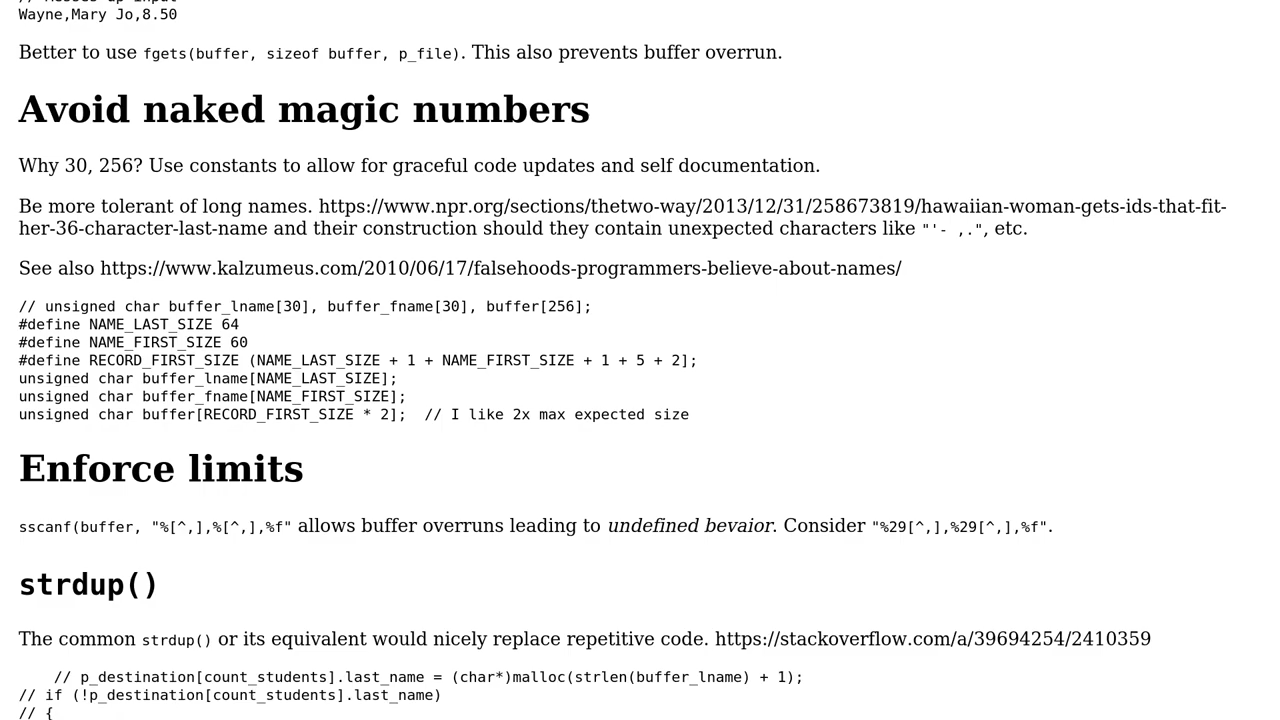 // Messed up input
Wayne,Mary Jo,8.50
Better to use fgets(buffer, sizeof buffer, p_file). This also prevents buffer overrun.
Avoid naked magic numbers
Why 30, 256? Use constants to allow for graceful code updates and self documentation.
Be more tolerant of long names. https://www.npr.org/sections/thetwo-way/2013/12/31/258673819/hawaiian-woman-gets-ids-that-fit-
her-36-character-last-name and their construction should they contain unexpected characters like "'- ,.", etc.
See also https://www.kalzumeus.com/2010/06/17/falsehoods-programmers-believe-about-names/
// unsigned char buffer_lname[30], buffer_fname[30], buffer[256];
#define NAME_LAST_SIZE 64
#define NAME_FIRST_SIZE 60
#define RECORD_FIRST_SIZE (NAME_LAST_SIZE + 1 + NAME_FIRST_SIZE + 1 + 5 + 2];
unsigned char buffer_lname[NAME_LAST_SIZE];
unsigned char buffer_fname[NAME_FIRST_SIZE];
unsigned char buffer[RECORD_FIRST_SIZE * 2];  // I like 2x max expected size
Enforce limits
sscanf(buffer, "%[^,],%[^,],%f" allows buffer overruns leading to undefined bevaior. Consider "%29[^,],%29[^,],%f".
strdup()
The common strdup() or its equivalent would nicely replace repetitive code. https://stackoverflow.com/a/39694254/2410359
    // p_destination[count_students].last_name = (char*)malloc(strlen(buffer_lname) + 1);
// if (!p_destination[count_students].last_name)
// {